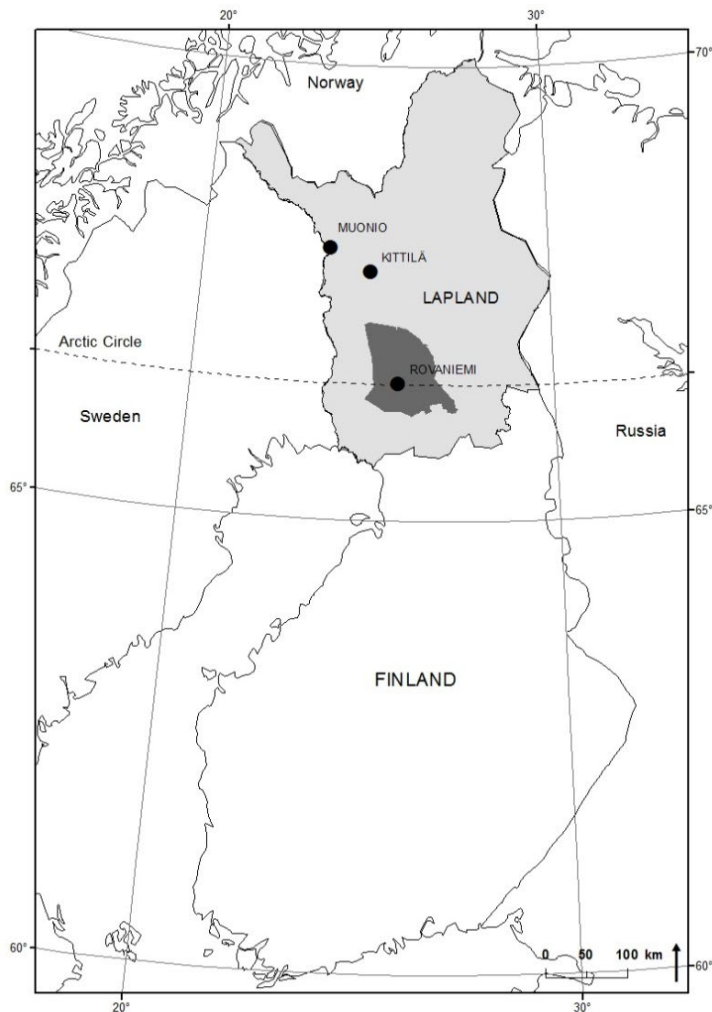 20° 30°
70°
Norway
MUONIO
KITTILÄ
LAPLAND
Arctic Circle
ROVANIEMI
Sweden
Russia
65° 65°
FINLAND
60° 60°
0 50 100 km
20° 30°